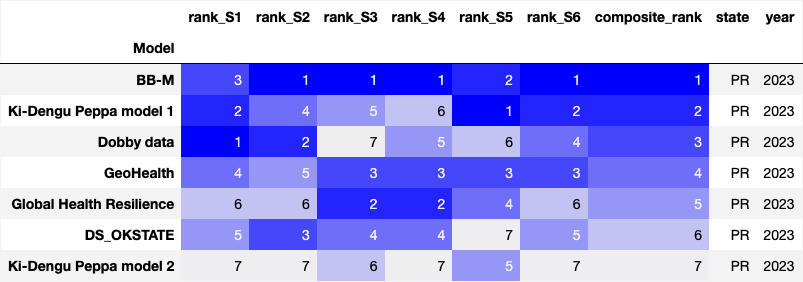 rank_S1 rank_S2 rank_S3 rank_S4 rank_S5 rank_S6 composite_rank state year
Model
BB-M 3 1 1 1 2 1 1 PR 2023
Ki-Dengu Peppa model 1 2 4 5 6 1 2 2 PR 2023
Dobby data 1 2 7 5 6 4 3 PR 2023
GeoHealth 4 5 3 3 3 3 4 PR 2023
Global Health Resilience 6 6 2 2 4 6 5 PR 2023
DS_OKSTATE 5 3 4 4 7 5 6 PR 2023
Ki-Dengu Peppa model 2 7 7 6 7 5 7 7 PR 2023